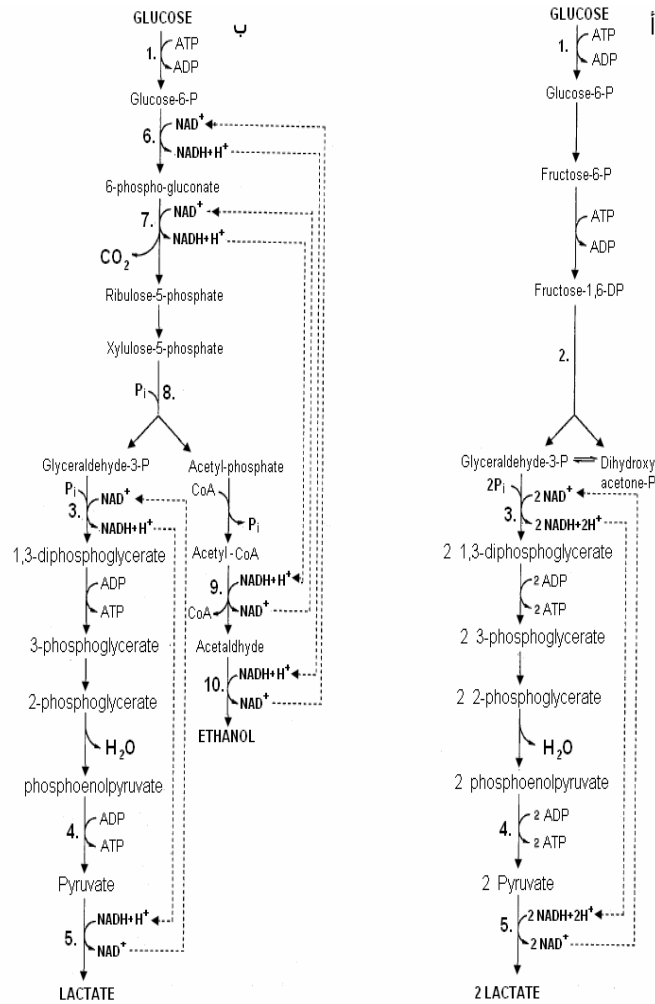 ب
GLUCOSE
1.
ATP
ADP
Glucose-6-P
6.
NAD+
NADH+H+
6-phospho-gluconate
7.
NAD+
NADH+H+
CO2
Ribulose-5-phosphate
Xylulose-5-phosphate
Pi
8.
Glyceraldehyde-3-P
Pi
3.
NAD+
NADH+H+
1,3-diphosphoglycerate
ADP
ATP
3-phosphoglycerate
2-phosphoglycerate
H2O
phosphoenolpyruvate
4.
ADP
ATP
Pyruvate
5.
NADH+H+
NAD+
LACTATE
Acetyl-phosphate
CoA
Pi
Acetyl-CoA
9.
NADH+H+
CoA
NAD+
Acetaldhyde
10.
NADH+H+
NAD+
ETHANOL
أ
GLUCOSE
1.
ATP
ADP
Glucose-6-P
Fructose-6-P
ATP
ADP
Fructose-1,6-DP
2.
Glyceraldehyde-3-P
Dihydroxy
acetone-P
2Pi
3.
2 NAD+
2 NADH+2H+
2 1,3-diphosphoglycerate
2 ADP
2 ATP
2 3-phosphoglycerate
2 2-phosphoglycerate
H2O
2 phosphoenolpyruvate
4.
2 ADP
2 ATP
2 Pyruvate
5.
2 NADH+2H+
2 NAD+
2 LACTATE